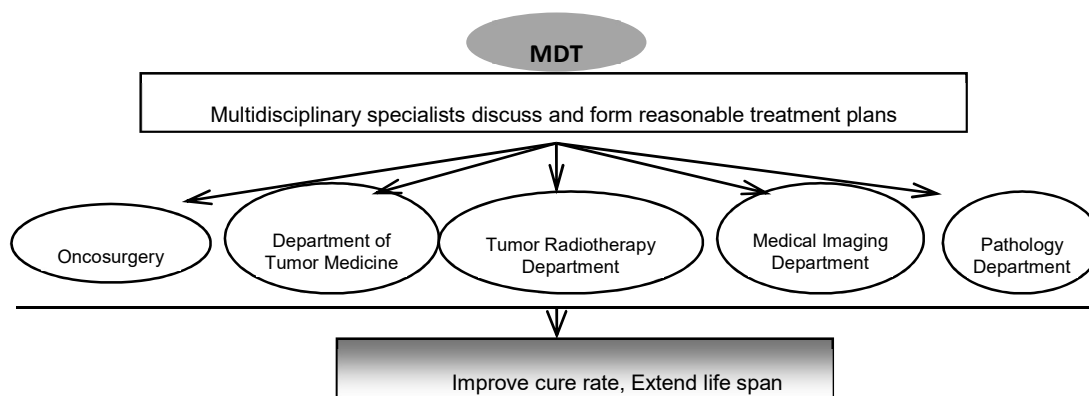 MDT
Multidisciplinary specialists discuss and form reasonable treatment plans
Oncosurgery
Department of
Tumor Medicine
Tumor Radiotherapy
Department
Medical Imaging
Department
Pathology
Department
Improve cure rate, Extend life span